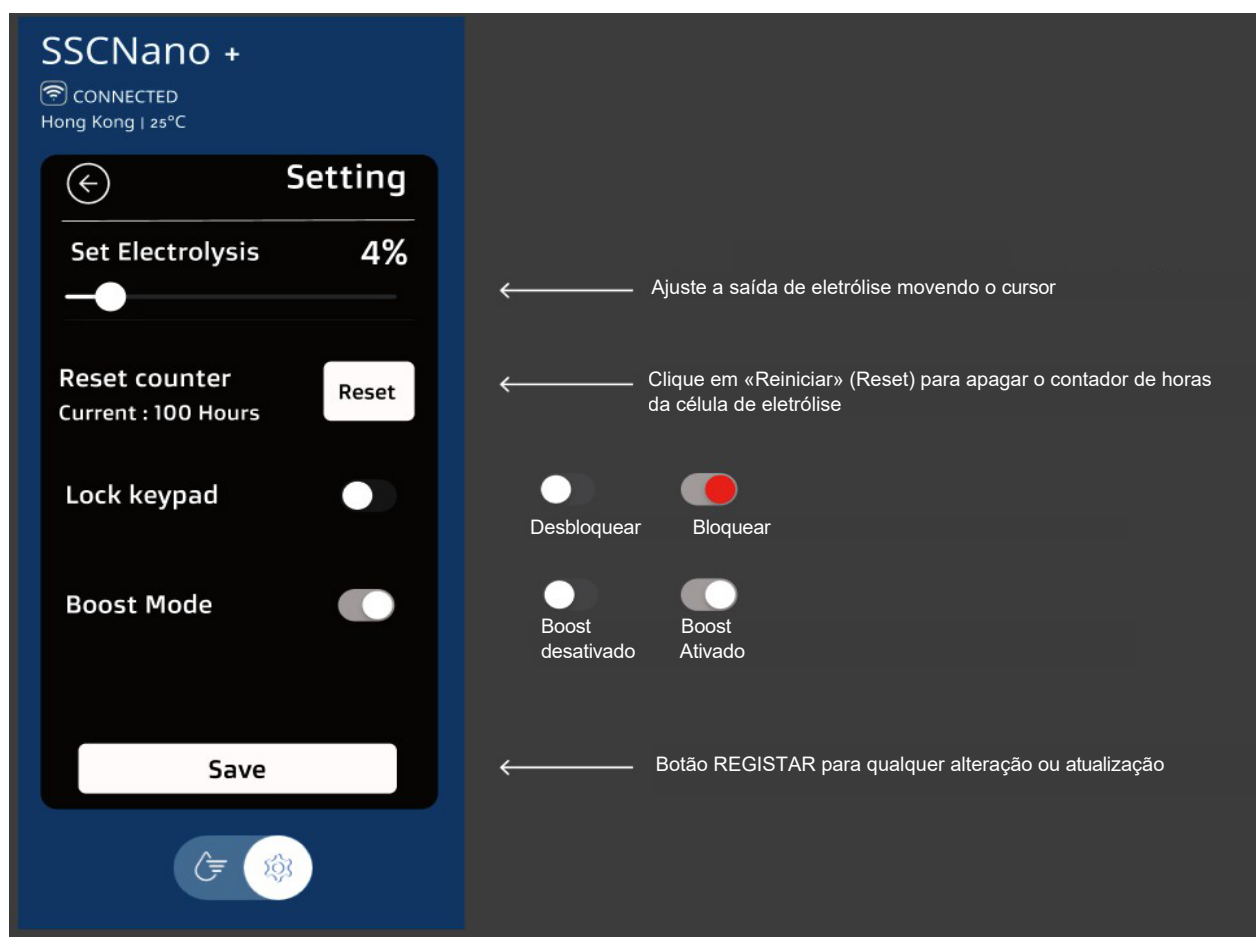 SSCNano +
CONNECTED
Hong Kong | 25°C
Setting
Set Electrolysis 4%
Ajuste a saída de eletrólise movendo o cursor
Reset counter
Current : 100 Hours
Reset
Clique em «Reiniciar» (Reset) para apagar o contador de horas
da célula de eletrólise
Lock keypad
Desbloquear Bloquear
Boost Mode
Boost
desativado
Boost
Ativado
Save
Botão REGISTAR para qualquer alteração ou atualização